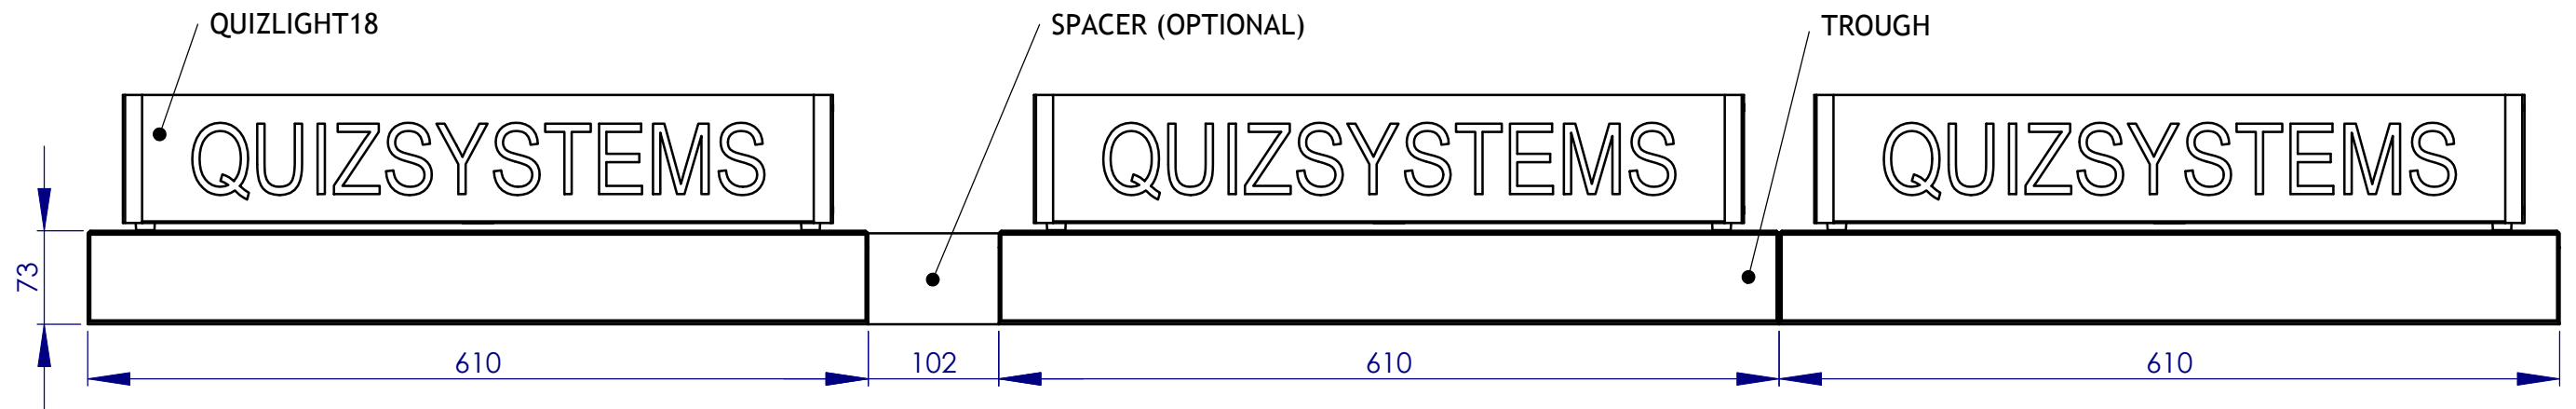 QUIZLIGHT18
SPACER (OPTIONAL)
TROUGH
QUIZSYSTEMS
QUIZSYSTEMS
QUIZSYSTEMS
73
610
102
610
610